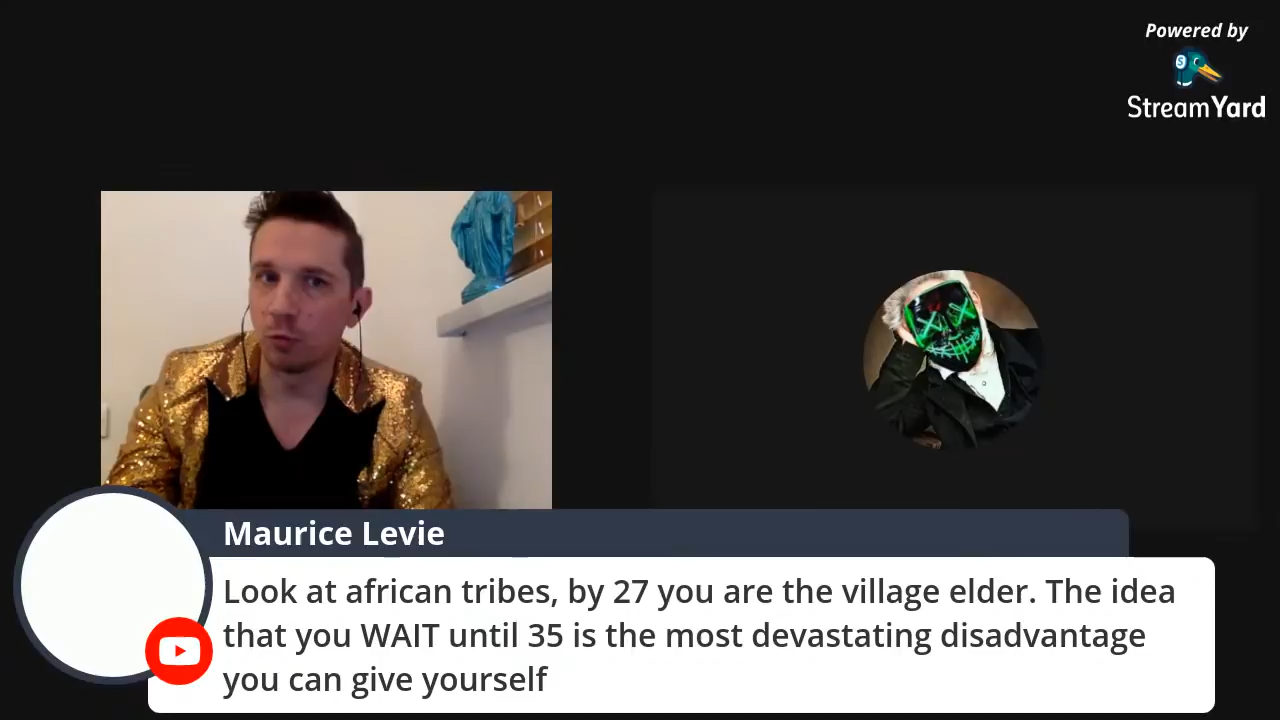 Powered by
StreamYard
Maurice Levie
Look at african tribes, by 27 you are the village elder. The idea
that you WAIT until 35 is the most devastating disadvantage
you can give yourself